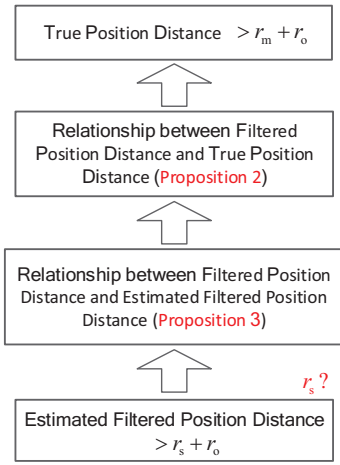 True Position Distance > r_m + r_o
Relationship between Filtered
Position Distance and True Position
Distance (Proposition 2)
Relationship between Filtered Position
Distance and Estimated Filtered Position
Distance (Proposition 3)
r_s ?
Estimated Filtered Position Distance
> r_s + r_o